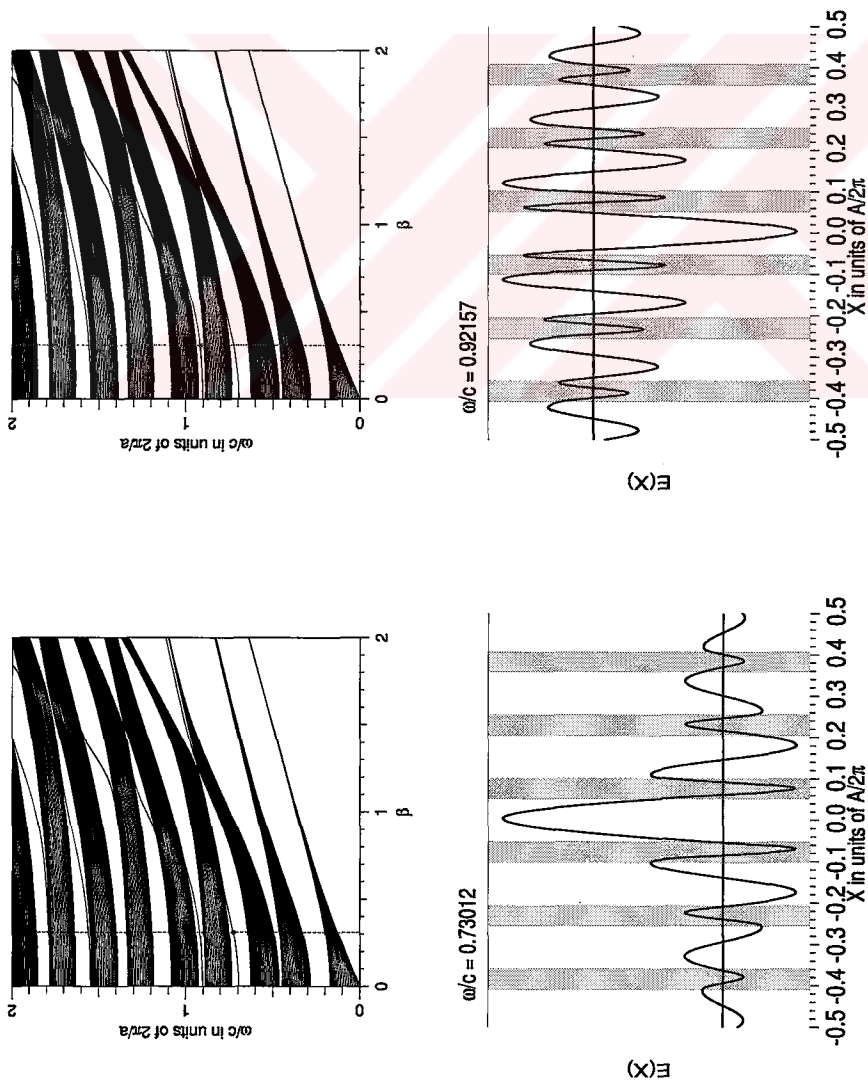 ω/c in units of 2π/a
2
1
0
0
1
2
β
ω/c in units of 2π/a
2
1
0
0
1
2
β
ω/c = 0.73012
E(X)
-0.5 -0.4 -0.3 -0.2 -0.1 0.0 0.1 0.2 0.3 0.4 0.5
X in units of A/2π
ω/c = 0.92157
E(X)
-0.5 -0.4 -0.3 -0.2 -0.1 0.0 0.1 0.2 0.3 0.4 0.5
X in units of A/2π